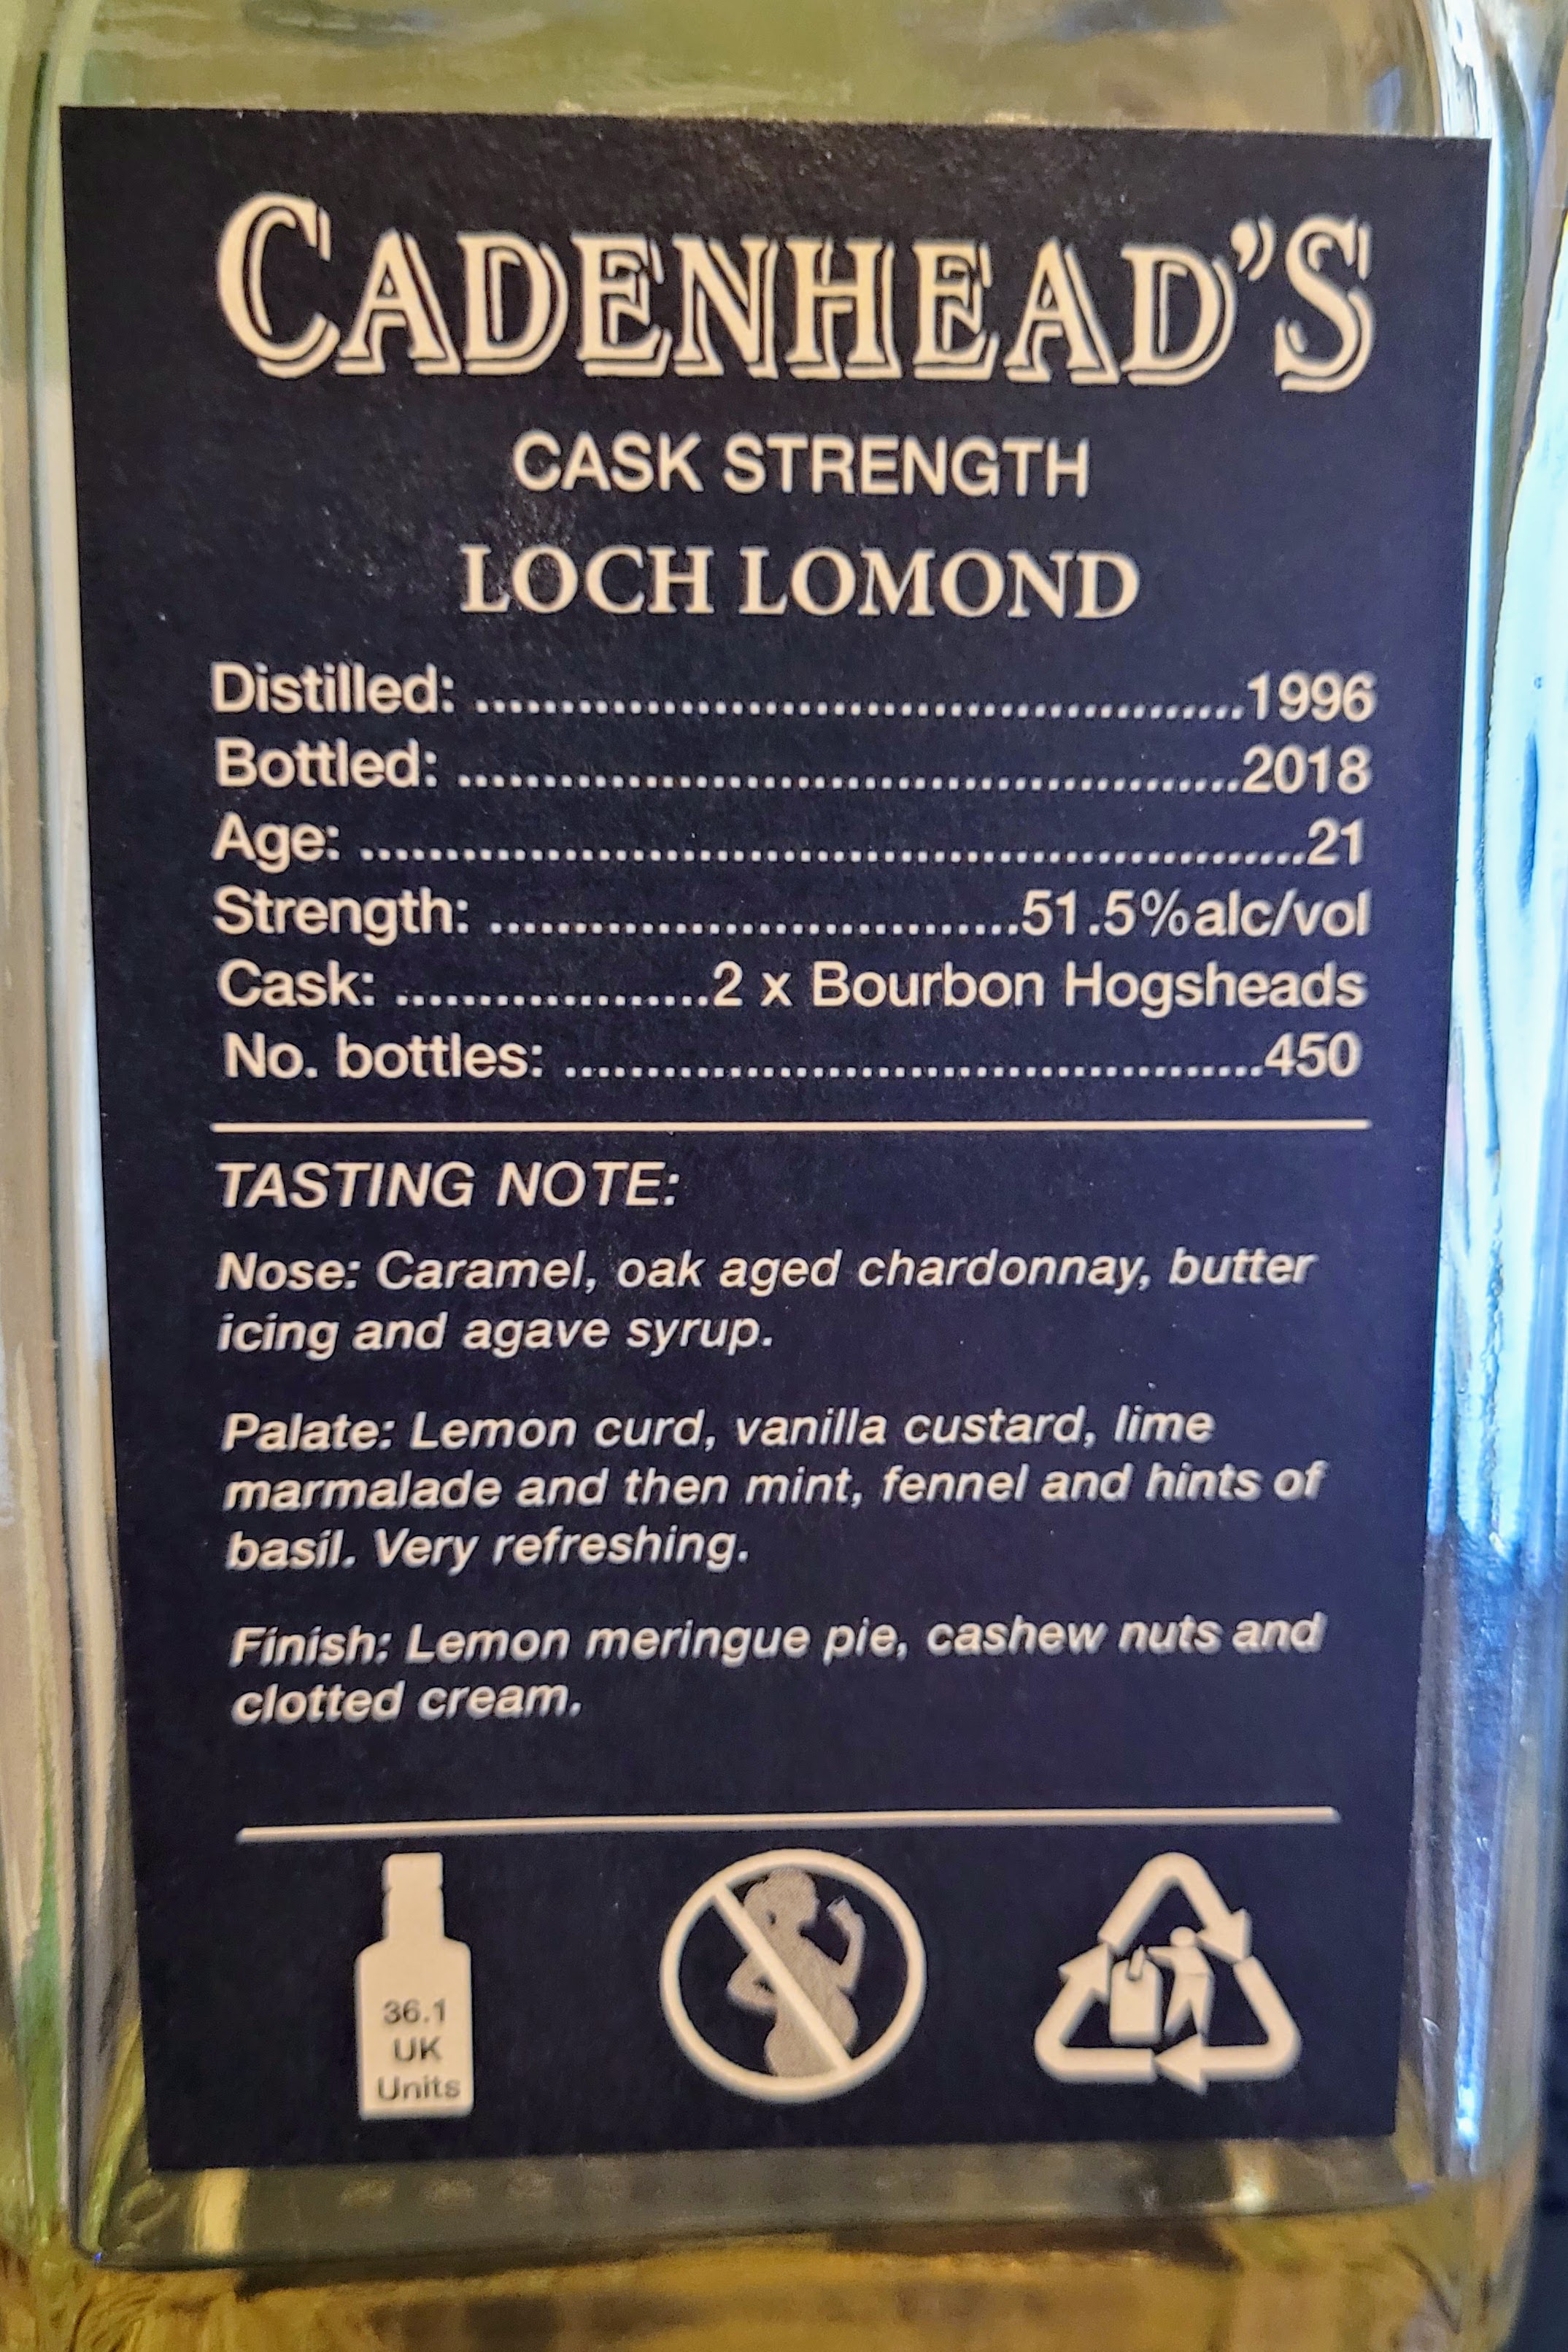 CADENHEAD'S
CASK STRENGTH
LOCH LOMOND
Distilled: ................................................1996
Bottled: .................................................2018
Age: ............................................................21
Strength: .................................51.5%alc/vol
Cask: ....................2 x Bourbon Hogsheads
No. bottles: ............................................450
TASTING NOTE:
Nose: Caramel, oak aged chardonnay, butter
icing and agave syrup.
Palate: Lemon curd, vanilla custard, lime
marmalade and then mint, fennel and hints of
basil. Very refreshing.
Finish: Lemon meringue pie, cashew nuts and
clotted cream.
36.1
UK
Units